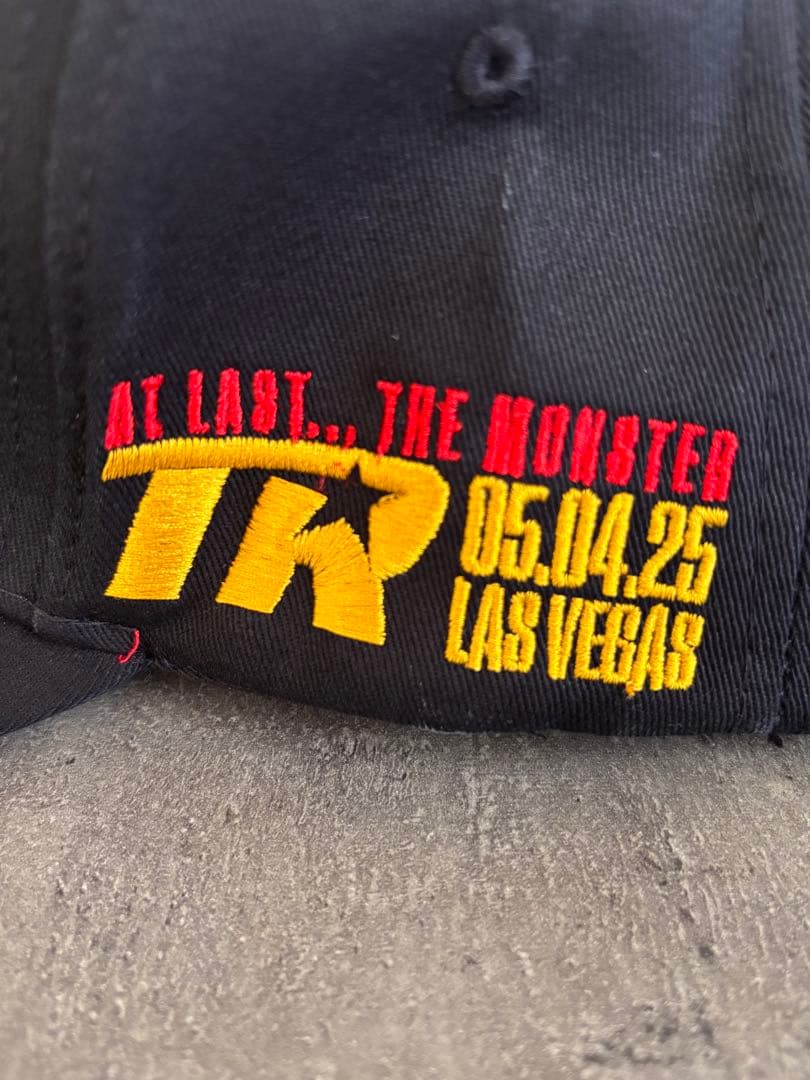 AT LAST... THE MONSTER
TR
05.04.25
LAS VEGAS